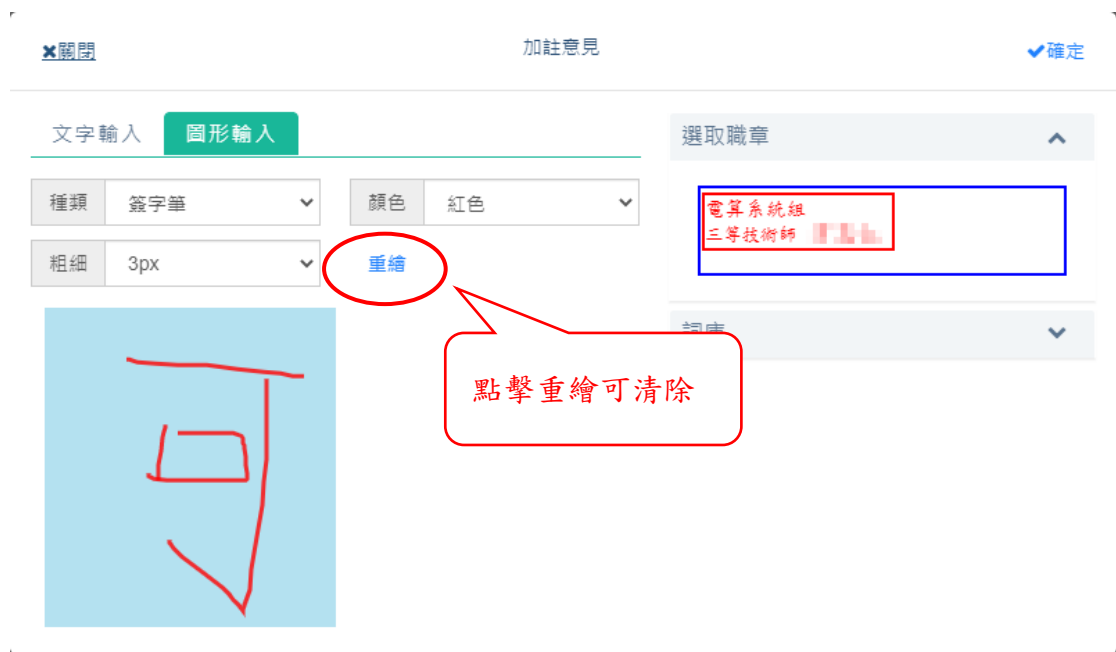 關閉
加註意見
確定
文字輸入
圖形輸入
種類
簽字筆
顏色
紅色
粗細
3px
重繪
可
點擊重繪可清除
選取職章
電算系統組
三等技術師
詞庫